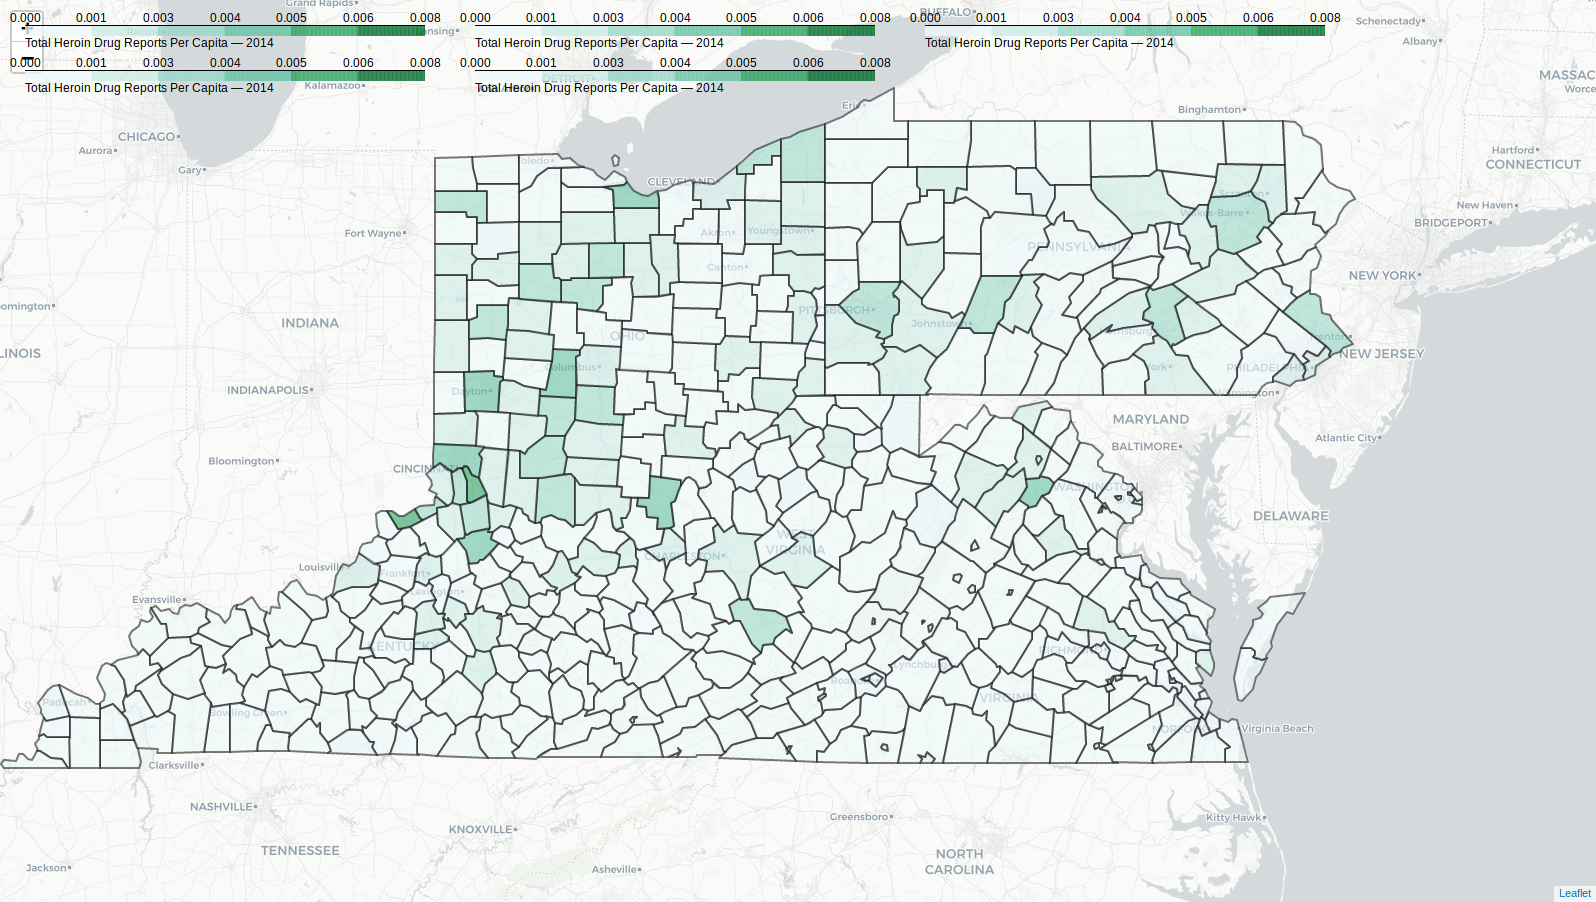 Grand Rapids
BUFFALO
0.000 0.001 0.003 0.004 0.005 0.006 0.008
0.000 0.001 0.003 0.004 0.005 0.006 0.008
0.000 0.001 0.003 0.004 0.005 0.006 0.008
Schenectady
Total Heroin Drug Reports Per Capita — 2014
Total Heroin Drug Reports Per Capita — 2014
Total Heroin Drug Reports Per Capita — 2014
Albany
0.000 0.001 0.003 0.004 0.005 0.006 0.008
0.000 0.001 0.003 0.004 0.005 0.006 0.008
MASSAC
DETROIT
Total Heroin Drug Reports Per Capita — 2014
Total Heroin Drug Reports Per Capita — 2014
Kalamazoo
Worce
Erie
Binghamton
CHICAGO
Aurora
Hartford
Toledo
CONNECTICUT
Gary
CLEVELAND
Scranton
New Haven
Wilkes-Barre
BRIDGEPORT
Fort Wayne
Akron
Youngstown
PENNSYLVANIA
Canton
NEW YORK
oomington
PITTSBURGH
INDIANA
Johnstown
Harrisburg
OHIO
Trenton
LINOIS
NEW JERSEY
Columbus
York
PHILADELPHIA
INDIANAPOLIS
Dayton
Wilmington
MARYLAND
Atlantic City
BALTIMORE
Bloomington
CINCINNATI
WASHINGTON
DELAWARE
WEST
VIRGINIA
CHARLESTON
Louisville
Frankfort
Lexington
Evansville
KENTUCKY
RICHMOND
Lynchburg
Roanoke
VIRGINIA
Paducah
Bowling Green
NORFOLK
Virginia Beach
Clarksville
NASHVILLE
Greensboro
Kitty Hawk
KNOXVILLE
TENNESSEE
NORTH
CAROLINA
Jackson
Asheville
Leaflet